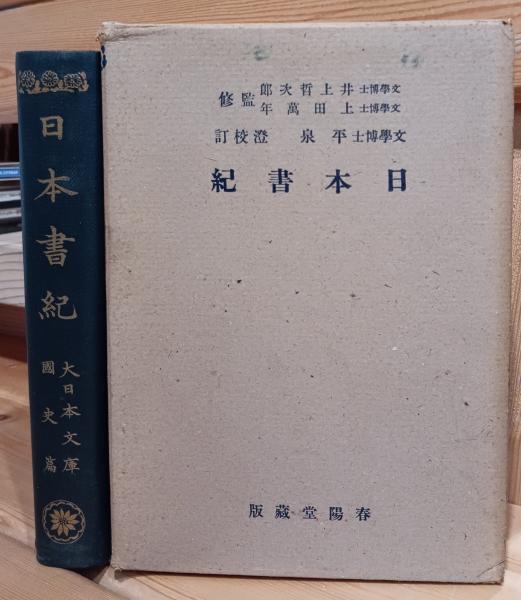 日本書紀
大日本文庫
國史篇
文學博士井上哲次郎
文學博士上田萬年
監修
文學博士平泉澄校訂
日本書紀
春陽堂藏版